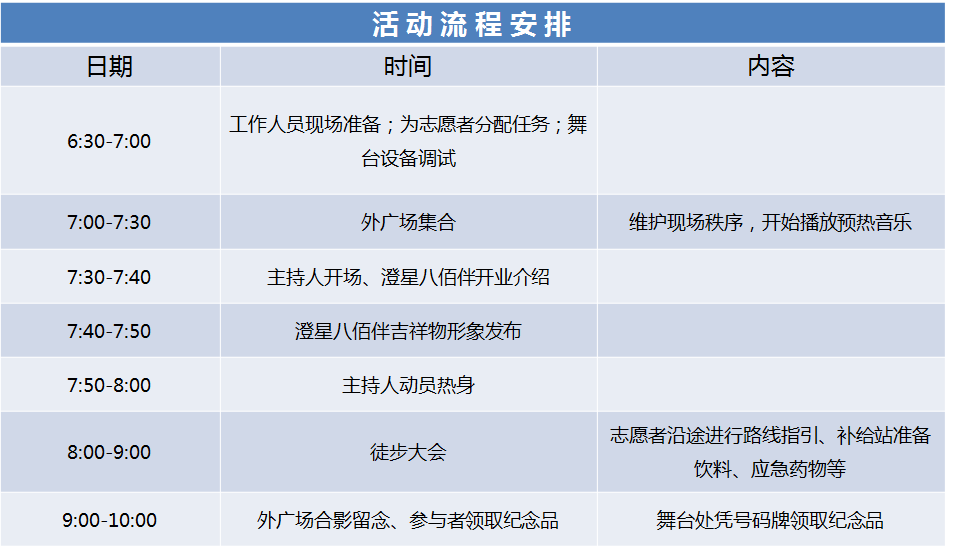 活动流程安排
日期 时间 内容
6:30-7:00 工作人员现场准备；为志愿者分配任务；舞
台设备调试
7:00-7:30 外广场集合 维护现场秩序，开始播放预热音乐
7:30-7:40 主持人开场、澄星八佰伴开业介绍
7:40-7:50 澄星八佰伴吉祥物形象发布
7:50-8:00 主持人动员热身
8:00-9:00 徒步大会 志愿者沿途进行路线指引、补给站准备
饮料、应急药物等
9:00-10:00 外广场合影留念、参与者领取纪念品 舞台处凭号码牌领取纪念品